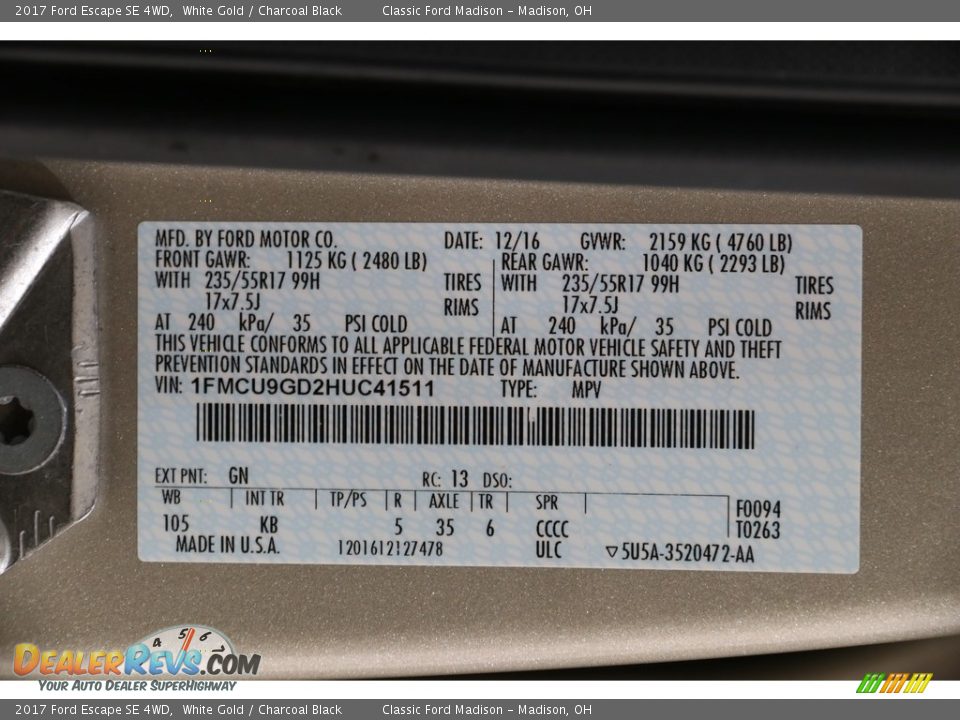 2017 Ford Escape SE 4WD, White Gold / Charcoal Black Classic Ford Madison – Madison, OH
MFD. BY FORD MOTOR CO. DATE: 12/16 GVWR: 2159 KG ( 4760 LB)
FRONT GAWR: 1125 KG ( 2480 LB) REAR GAWR: 1040 KG ( 2293 LB)
WITH 235/55R17 99H TIRES WITH 235/55R17 99H TIRES
17x7.5J RIMS 17x7.5J RIMS
AT 240 kPa/ 35 PSI COLD AT 240 kPa/ 35 PSI COLD
THIS VEHICLE CONFORMS TO ALL APPLICABLE FEDERAL MOTOR VEHICLE SAFETY AND THEFT
PREVENTION STANDARDS IN EFFECT ON THE DATE OF MANUFACTURE SHOWN ABOVE.
VIN: 1FMCU9GD2HUC41511 TYPE: MPV
EXT PNT: GN RC: 13 DSO:
WB INT TR TP/PS R AXLE TR SPR F0094
105 KB 5 35 6 CCCC T0263
MADE IN U.S.A. 1201612127478 ULC ▽5U5A-3520472-AA
4 5 6
DEALERREVS.COM
YOUR AUTO DEALER SUPERHIGHWAY
2017 Ford Escape SE 4WD, White Gold / Charcoal Black Classic Ford Madison – Madison, OH